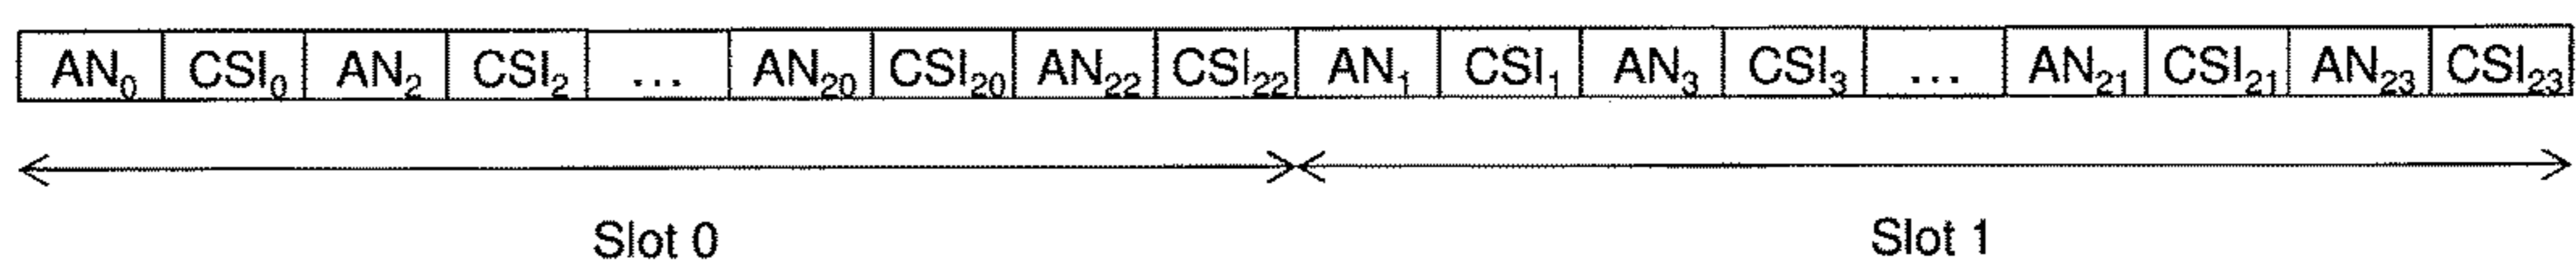 AN₀ CSI₀ AN₂ CSI₂ ... AN₂₀ CSI₂₀ AN₂₂ CSI₂₂ AN₁ CSI₁ AN₃ CSI₃ ... AN₂₁ CSI₂₁ AN₂₃ CSI₂₃
Slot 0 Slot 1